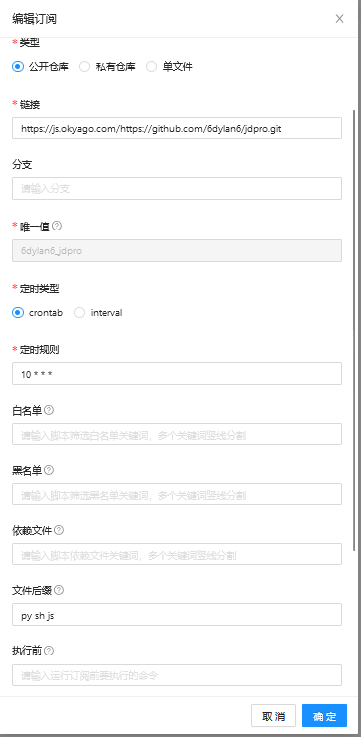 编辑订阅
* 类型
公开仓库 私有仓库 单文件
* 链接
https://js.okyago.com/https://github.com/6dylan6/jdpro.git
分支
请输入分支
* 唯一值
6dylan6_jdpro
* 定时类型
crontab interval
* 定时规则
10 * * *
白名单
请输入脚本筛选白名单关键词，多个关键词竖线分割
黑名单
请输入脚本筛选黑名单关键词，多个关键词竖线分割
依赖文件
请输入脚本依赖文件关键词，多个关键词竖线分割
文件后缀
py sh js
执行前
请输入运行订阅前要执行的命令
取 消 确 定